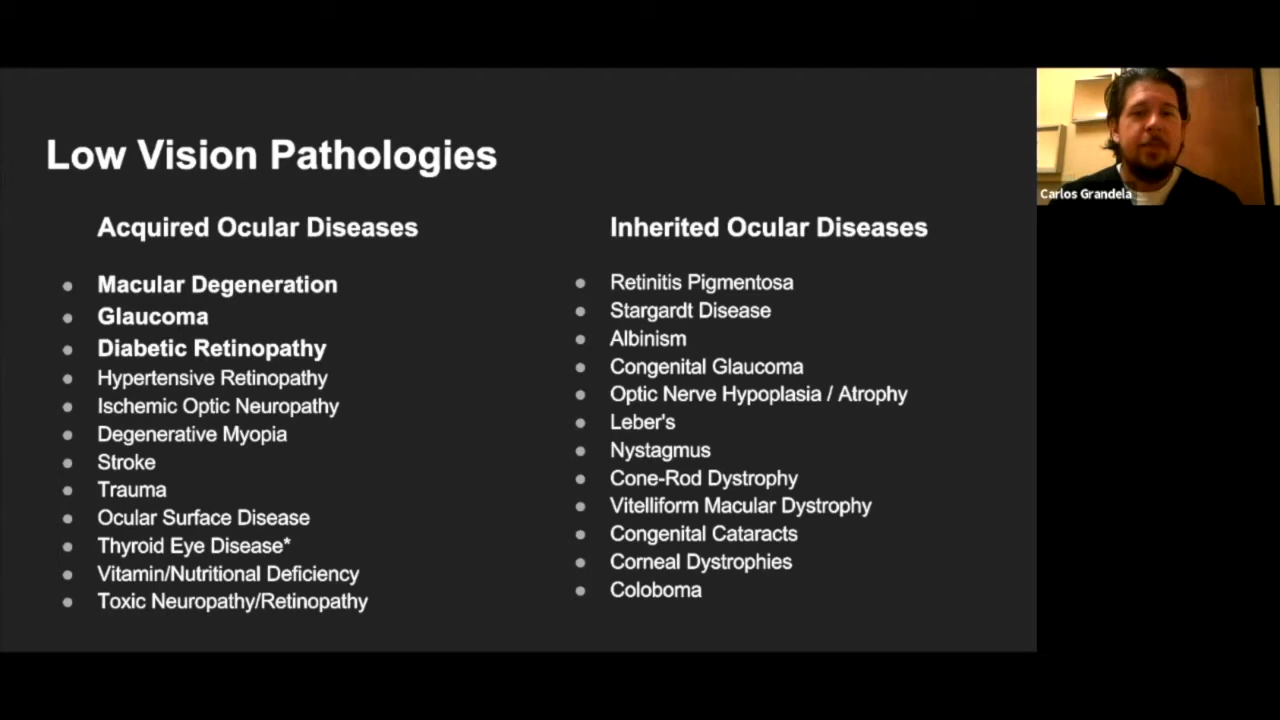 Low Vision Pathologies
Acquired Ocular Diseases
Macular Degeneration
Glaucoma
Diabetic Retinopathy
Hypertensive Retinopathy
Ischemic Optic Neuropathy
Degenerative Myopia
Stroke
Trauma
Ocular Surface Disease
Thyroid Eye Disease*
Vitamin/Nutritional Deficiency
Toxic Neuropathy/Retinopathy
Inherited Ocular Diseases
Retinitis Pigmentosa
Stargardt Disease
Albinism
Congenital Glaucoma
Optic Nerve Hypoplasia / Atrophy
Leber's
Nystagmus
Cone-Rod Dystrophy
Vitelliform Macular Dystrophy
Congenital Cataracts
Corneal Dystrophies
Coloboma
Carlos Grandela